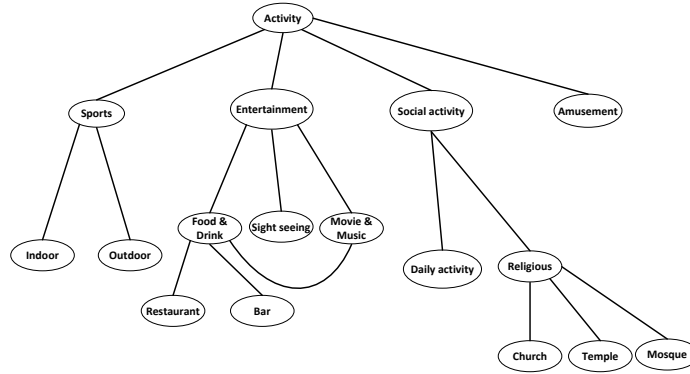 Activity
Sports
Entertainment
Social activity
Amusement
Food &
Drink
Sight seeing
Movie &
Music
Indoor
Outdoor
Daily activity
Religious
Restaurant
Bar
Church
Temple
Mosque